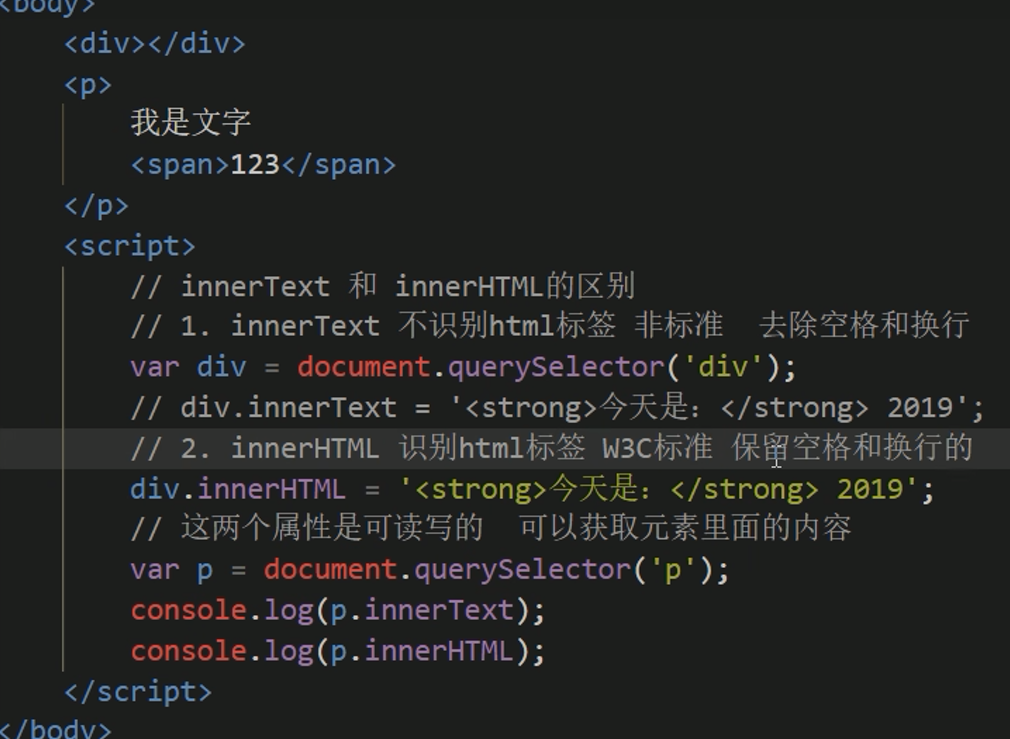 <body>
<div></div>
<p>
我是文字
<span>123</span>
</p>
<script>
// innerText 和 innerHTML的区别
// 1. innerText 不识别html标签 非标准  去除空格和换行
var div = document.querySelector('div');
// div.innerText = '<strong>今天是：</strong> 2019';
// 2. innerHTML 识别html标签 W3C标准 保留空格和换行的
div.innerHTML = '<strong>今天是：</strong> 2019';
// 这两个属性是可读写的  可以获取元素里面的内容
var p = document.querySelector('p');
console.log(p.innerText);
console.log(p.innerHTML);
</script>
</body>